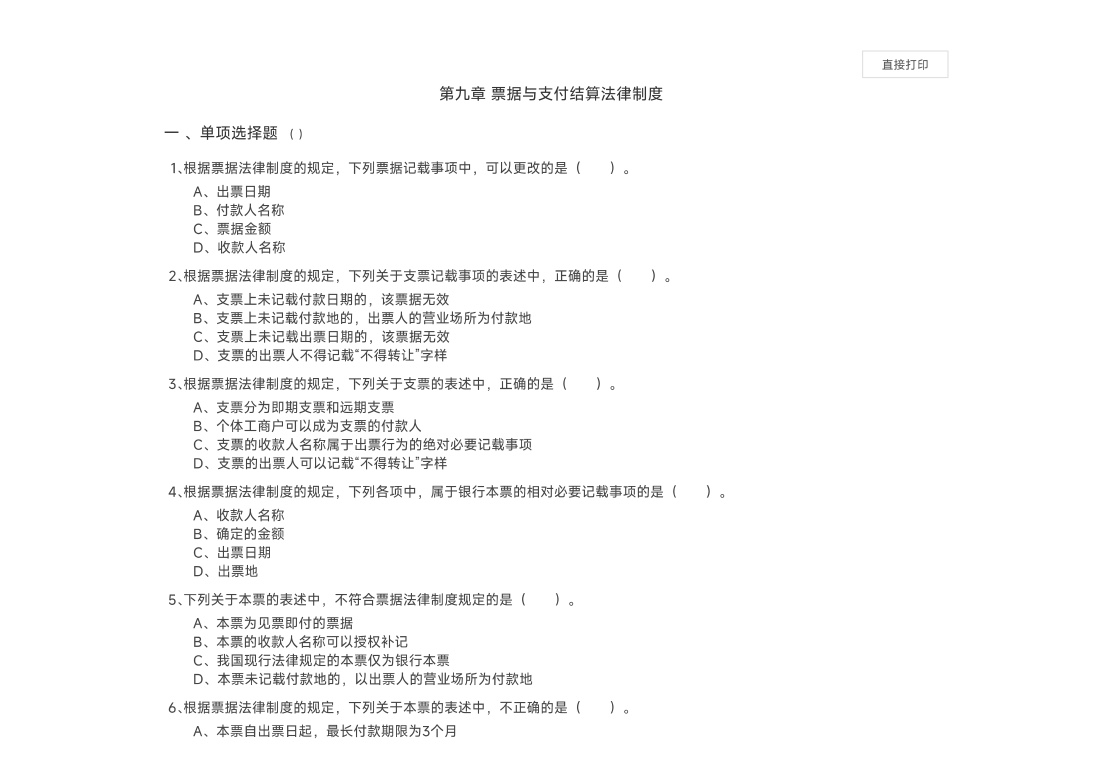 直接打印
第九章 票据与支付结算法律制度
一 、单项选择题 （ ）
1、根据票据法律制度的规定，下列票据记载事项中，可以更改的是（　　）。
A、出票日期
B、付款人名称
C、票据金额
D、收款人名称
2、根据票据法律制度的规定，下列关于支票记载事项的表述中，正确的是（　　）。
A、支票上未记载付款日期的，该票据无效
B、支票上未记载付款地的，出票人的营业场所为付款地
C、支票上未记载出票日期的，该票据无效
D、支票的出票人不得记载“不得转让”字样
3、根据票据法律制度的规定，下列关于支票的表述中，正确的是（　　）。
A、支票分为即期支票和远期支票
B、个体工商户可以成为支票的付款人
C、支票的收款人名称属于出票行为的绝对必要记载事项
D、支票的出票人可以记载“不得转让”字样
4、根据票据法律制度的规定，下列各项中，属于银行本票的相对必要记载事项的是（　　）。
A、收款人名称
B、确定的金额
C、出票日期
D、出票地
5、下列关于本票的表述中，不符合票据法律制度规定的是（　　）。
A、本票为见票即付的票据
B、本票的收款人名称可以授权补记
C、我国现行法律规定的本票仅为银行本票
D、本票未记载付款地的，以出票人的营业场所为付款地
6、根据票据法律制度的规定，下列关于本票的表述中，不正确的是（　　）。
A、本票自出票日起，最长付款期限为3个月